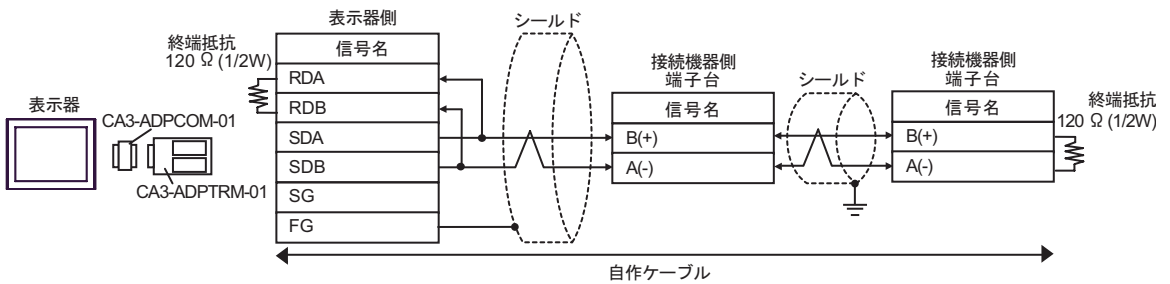 表示器
CA3-ADPCOM-01
CA3-ADPTRM-01
終端抵抗
120 Ω (1/2W)
表示器側
信号名
RDA
RDB
SDA
SDB
SG
FG
シールド
接続機器側
端子台
信号名
B(+)
A(-)
シールド
接続機器側
端子台
信号名
B(+)
A(-)
終端抵抗
120 Ω (1/2W)
自作ケーブル